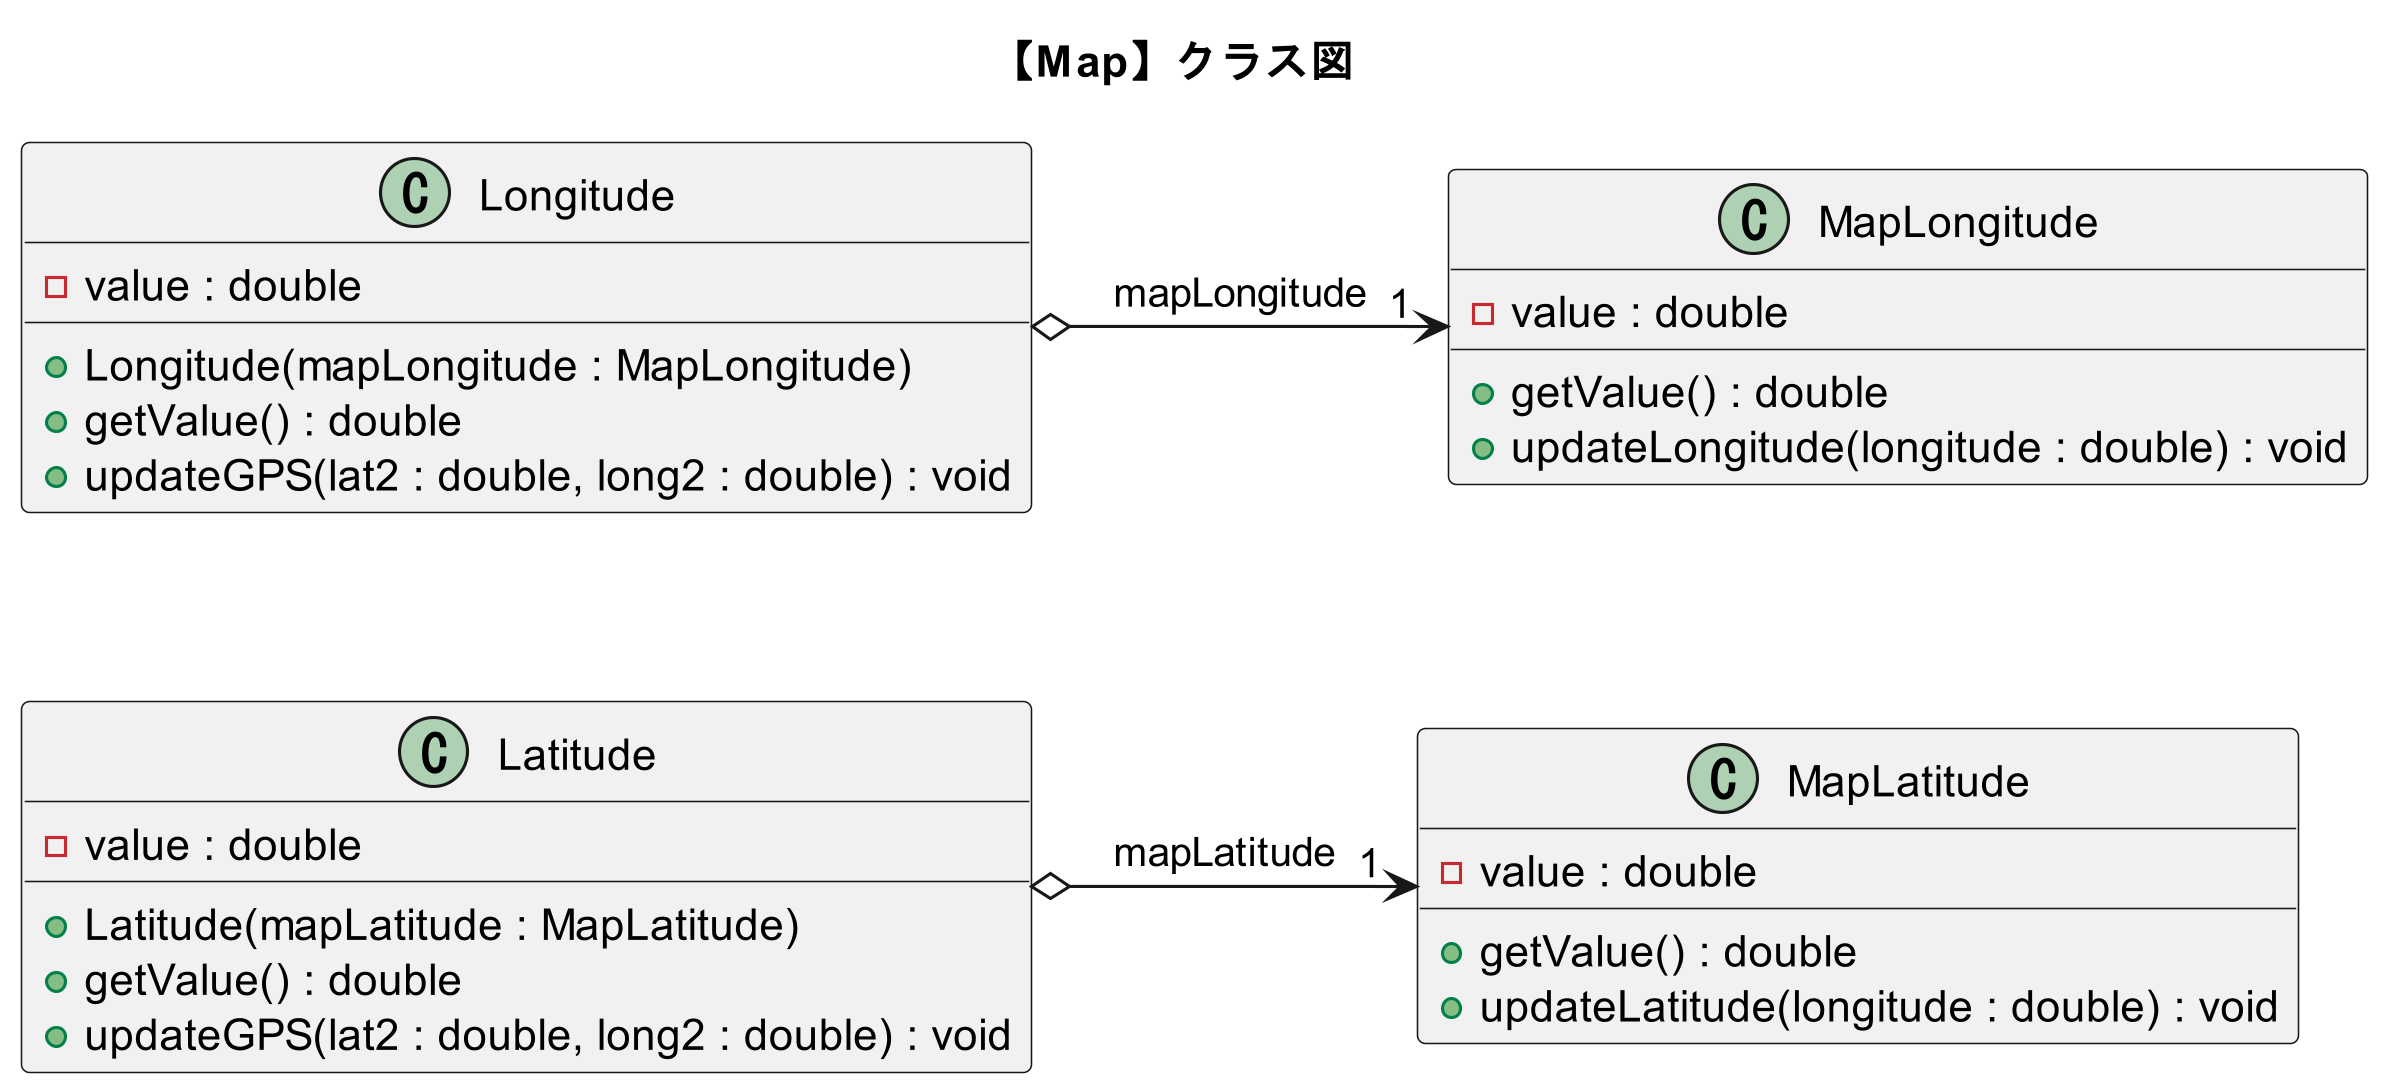 【Map】クラス図
C Longitude
value : double
Longitude(mapLongitude : MapLongitude)
getValue() : double
updateGPS(lat2 : double, long2 : double) : void
mapLongitude 1
C MapLongitude
value : double
getValue() : double
updateLongitude(longitude : double) : void
C Latitude
value : double
Latitude(mapLatitude : MapLatitude)
getValue() : double
updateGPS(lat2 : double, long2 : double) : void
mapLatitude 1
C MapLatitude
value : double
getValue() : double
updateLatitude(longitude : double) : void